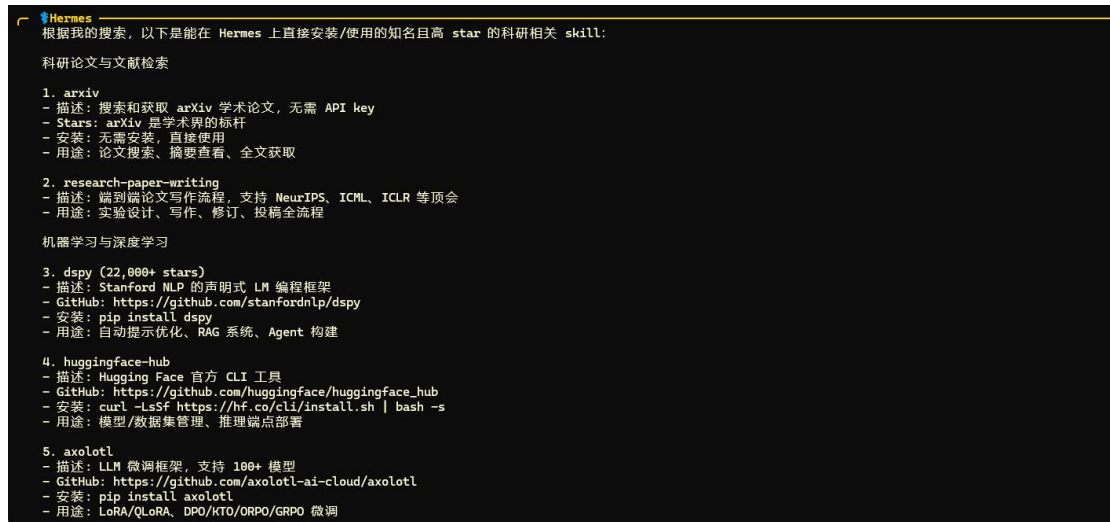 Hermes
根据我的搜索，以下是能在 Hermes 上直接安装/使用的知名且高 star 的科研相关 skill：
科研论文与文献检索
1. arxiv
- 描述：搜索和获取 arXiv 学术论文，无需 API key
- Stars: arXiv 是学术界的标杆
- 安装：无需安装，直接使用
- 用途：论文搜索、摘要查看、全文获取
2. research-paper-writing
- 描述：端到端论文写作流程，支持 NeurIPS、ICML、ICLR 等顶会
- 用途：实验设计、写作、修订、投稿全流程
机器学习与深度学习
3. dspy (22,000+ stars)
- 描述：Stanford NLP 的声明式 LM 编程框架
- GitHub: https://github.com/stanfordnlp/dspy
- 安装：pip install dspy
- 用途：自动提示优化、RAG 系统、Agent 构建
4. huggingface-hub
- 描述：Hugging Face 官方 CLI 工具
- GitHub: https://github.com/huggingface/huggingface_hub
- 安装：curl -LsSf https://hf.co/cli/install.sh | bash -s
- 用途：模型/数据集管理、推理端点部署
5. axolotl
- 描述：LLM 微调框架，支持 100+ 模型
- GitHub: https://github.com/axolotl-ai-cloud/axolotl
- 安装：pip install axolotl
- 用途：LoRA/QLoRA、DPO/KTO/ORPO/GRPO 微调